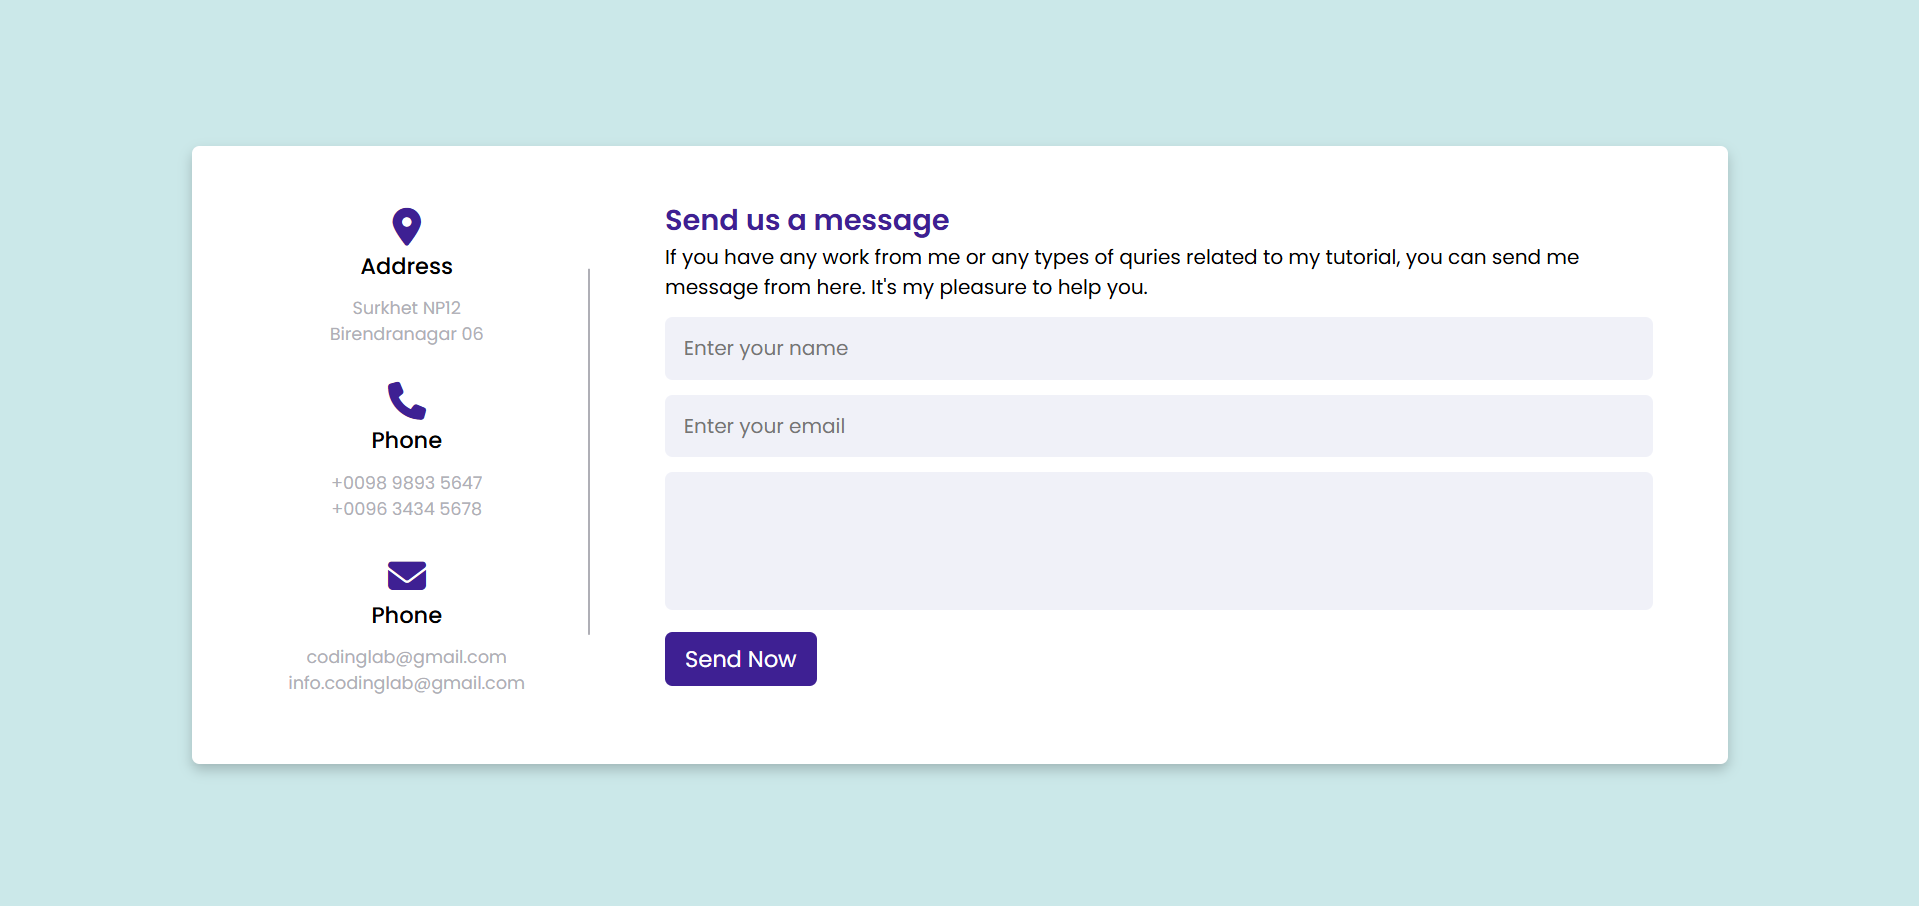 Address
Surkhet NP12
Birendranagar 06
Phone
+0098 9893 5647
+0096 3434 5678
Phone
codinglab@gmail.com
info.codinglab@gmail.com
Send us a message
If you have any work from me or any types of quries related to my tutorial, you can send me
message from here. It's my pleasure to help you.
Enter your name
Enter your email
Send Now